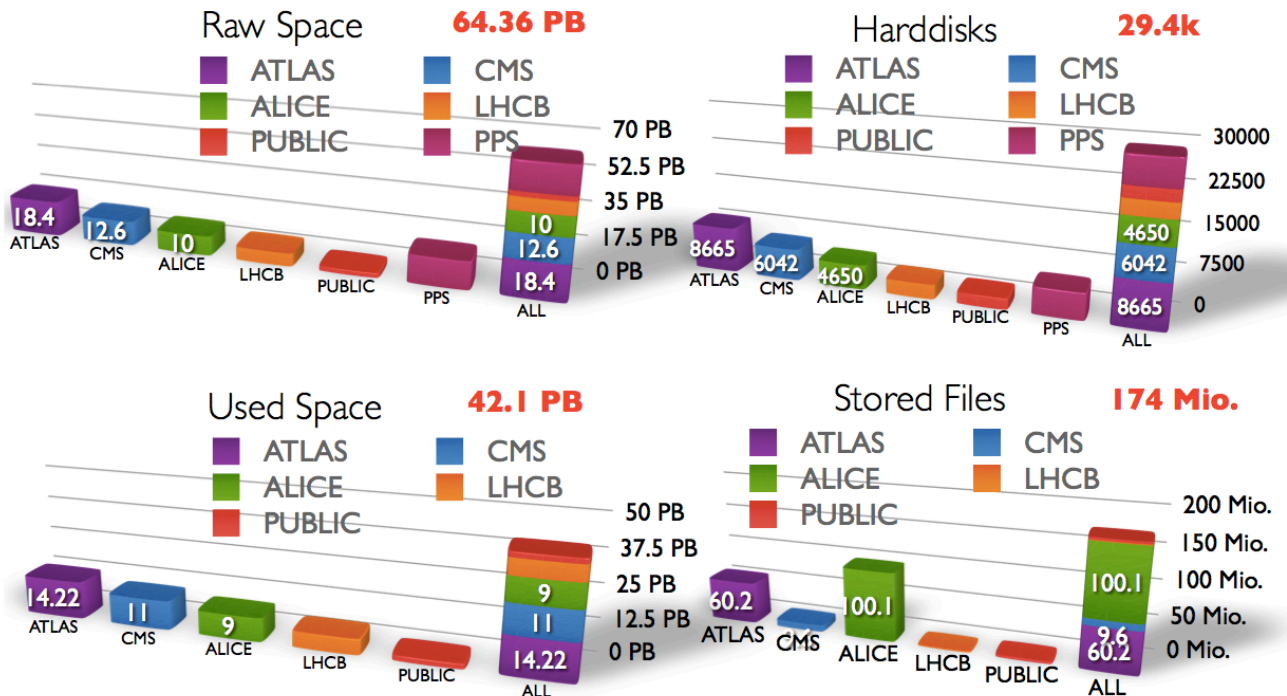 Raw Space 64.36 PB
ATLAS CMS
ALICE LHCB
PUBLIC PPS
70 PB
52.5 PB
35 PB
17.5 PB
0 PB
18.4
ATLAS
12.6
CMS
10
ALICE
LHCB
PUBLIC
PPS
10
12.6
18.4
ALL
Harddisks 29.4k
ATLAS CMS
ALICE LHCB
PUBLIC PPS
30000
22500
15000
7500
0
8665
ATLAS
6042
CMS
4650
ALICE
LHCB
PUBLIC
PPS
4650
6042
8665
ALL
Used Space 42.1 PB
ATLAS CMS
ALICE LHCB
PUBLIC
50 PB
37.5 PB
25 PB
12.5 PB
0 PB
14.22
ATLAS
11
CMS
9
ALICE
LHCB
PUBLIC
9
11
14.22
ALL
Stored Files 174 Mio.
ATLAS CMS
ALICE LHCB
PUBLIC
200 Mio.
150 Mio.
100 Mio.
50 Mio.
0 Mio.
60.2
ATLAS
CMS
100.1
ALICE
LHCB
PUBLIC
100.1
9.6
60.2
ALL